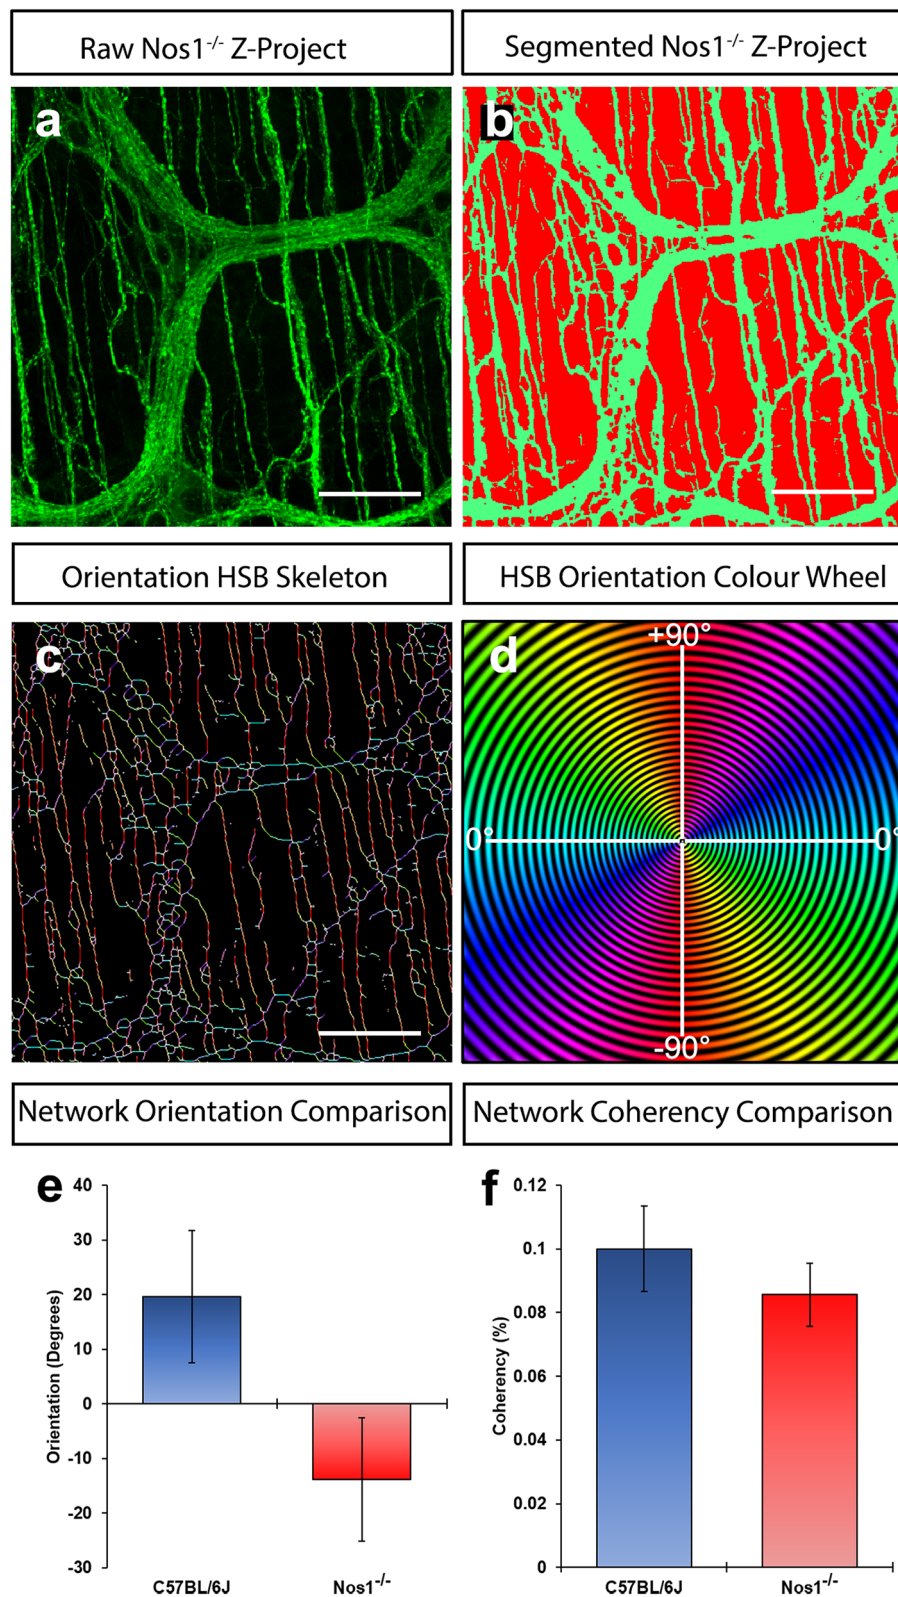 Raw Nos1-/- Z-Project
Segmented Nos1-/- Z-Project
a
b
Orientation HSB Skeleton
HSB Orientation Colour Wheel
c
d
+90°
0°
0°
-90°
Network Orientation Comparison
Network Coherency Comparison
e
f
40
30
20
10
0
-10
-20
-30
Orientation (Degrees)
C57BL/6J
Nos1-/-
0.12
0.1
0.08
0.06
0.04
0.02
0
Coherency (%)
C57BL/6J
Nos1-/-